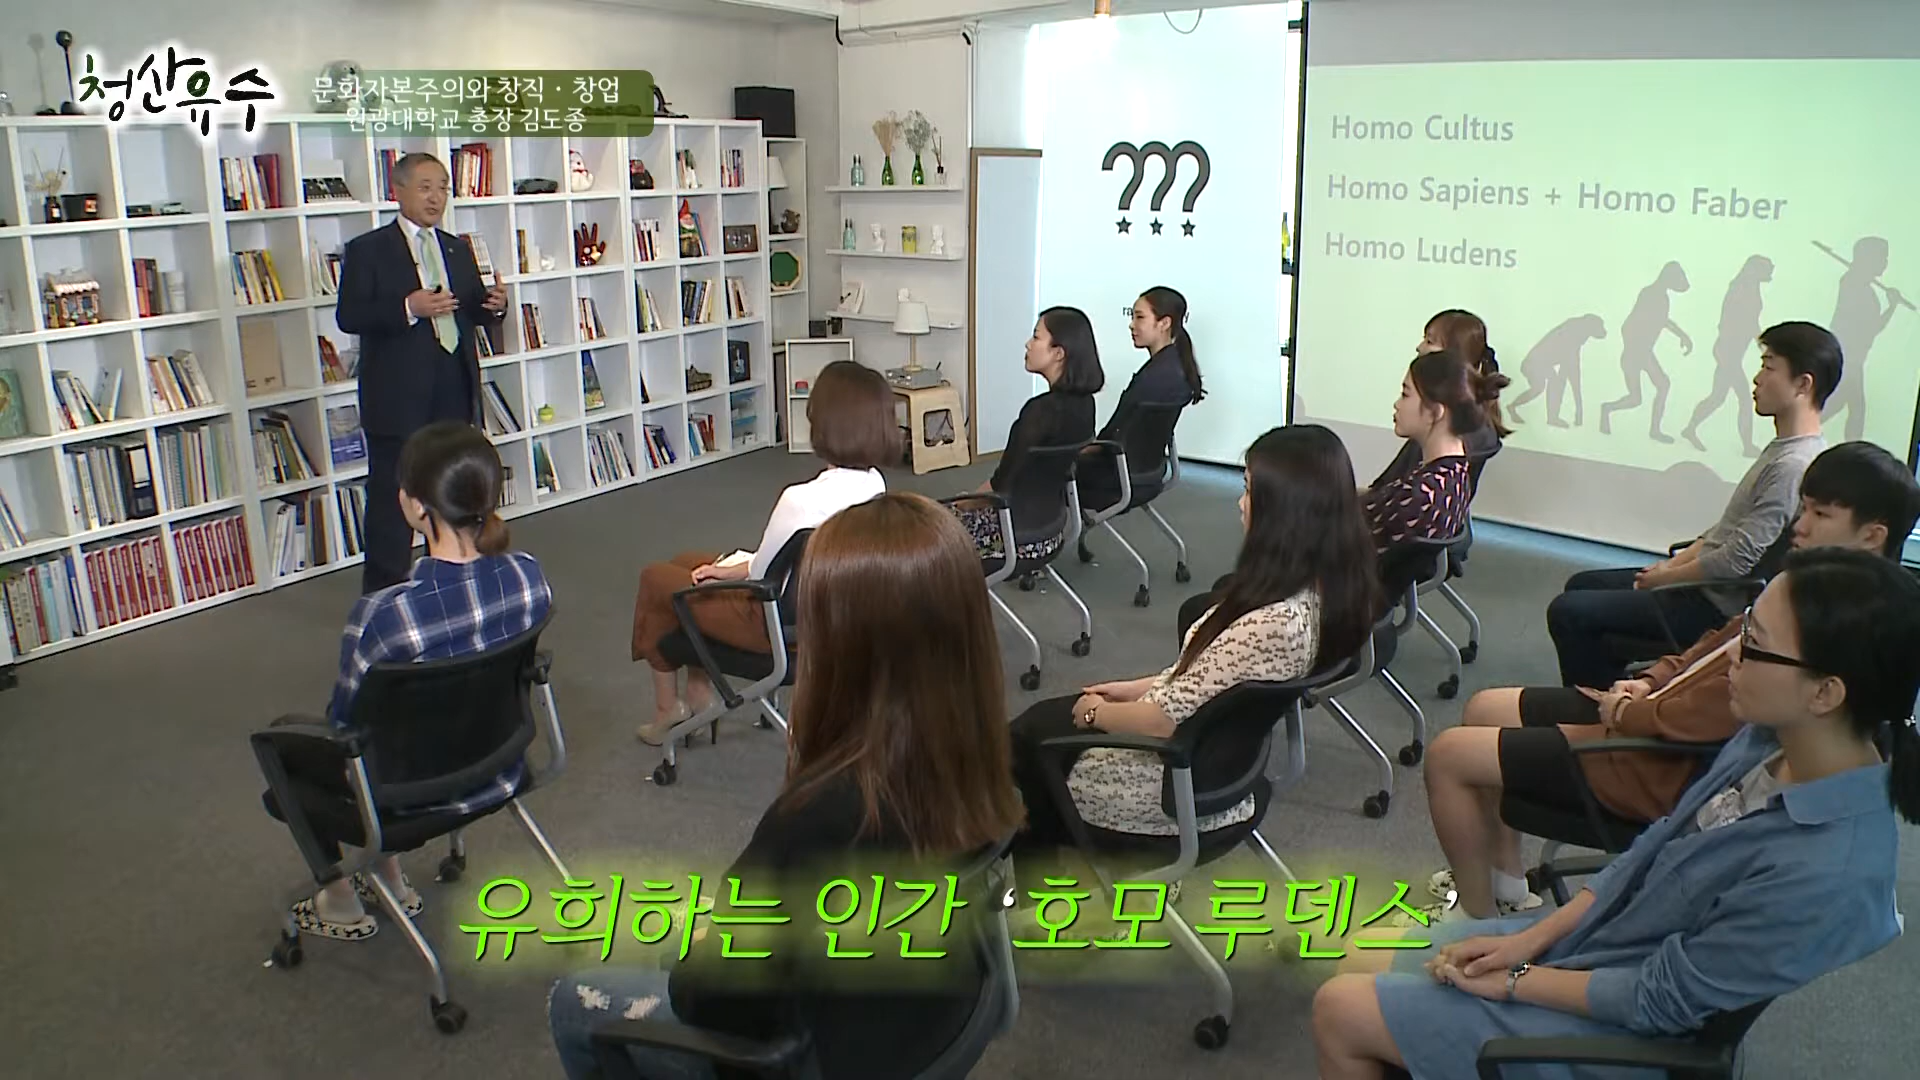 청산유수
문화자본주의와 창직·창업
원광대학교 총장 김도종
???
Homo Cultus
Homo Sapiens + Homo Faber
Homo Ludens
유희하는 인간 ‘호모 루덴스’